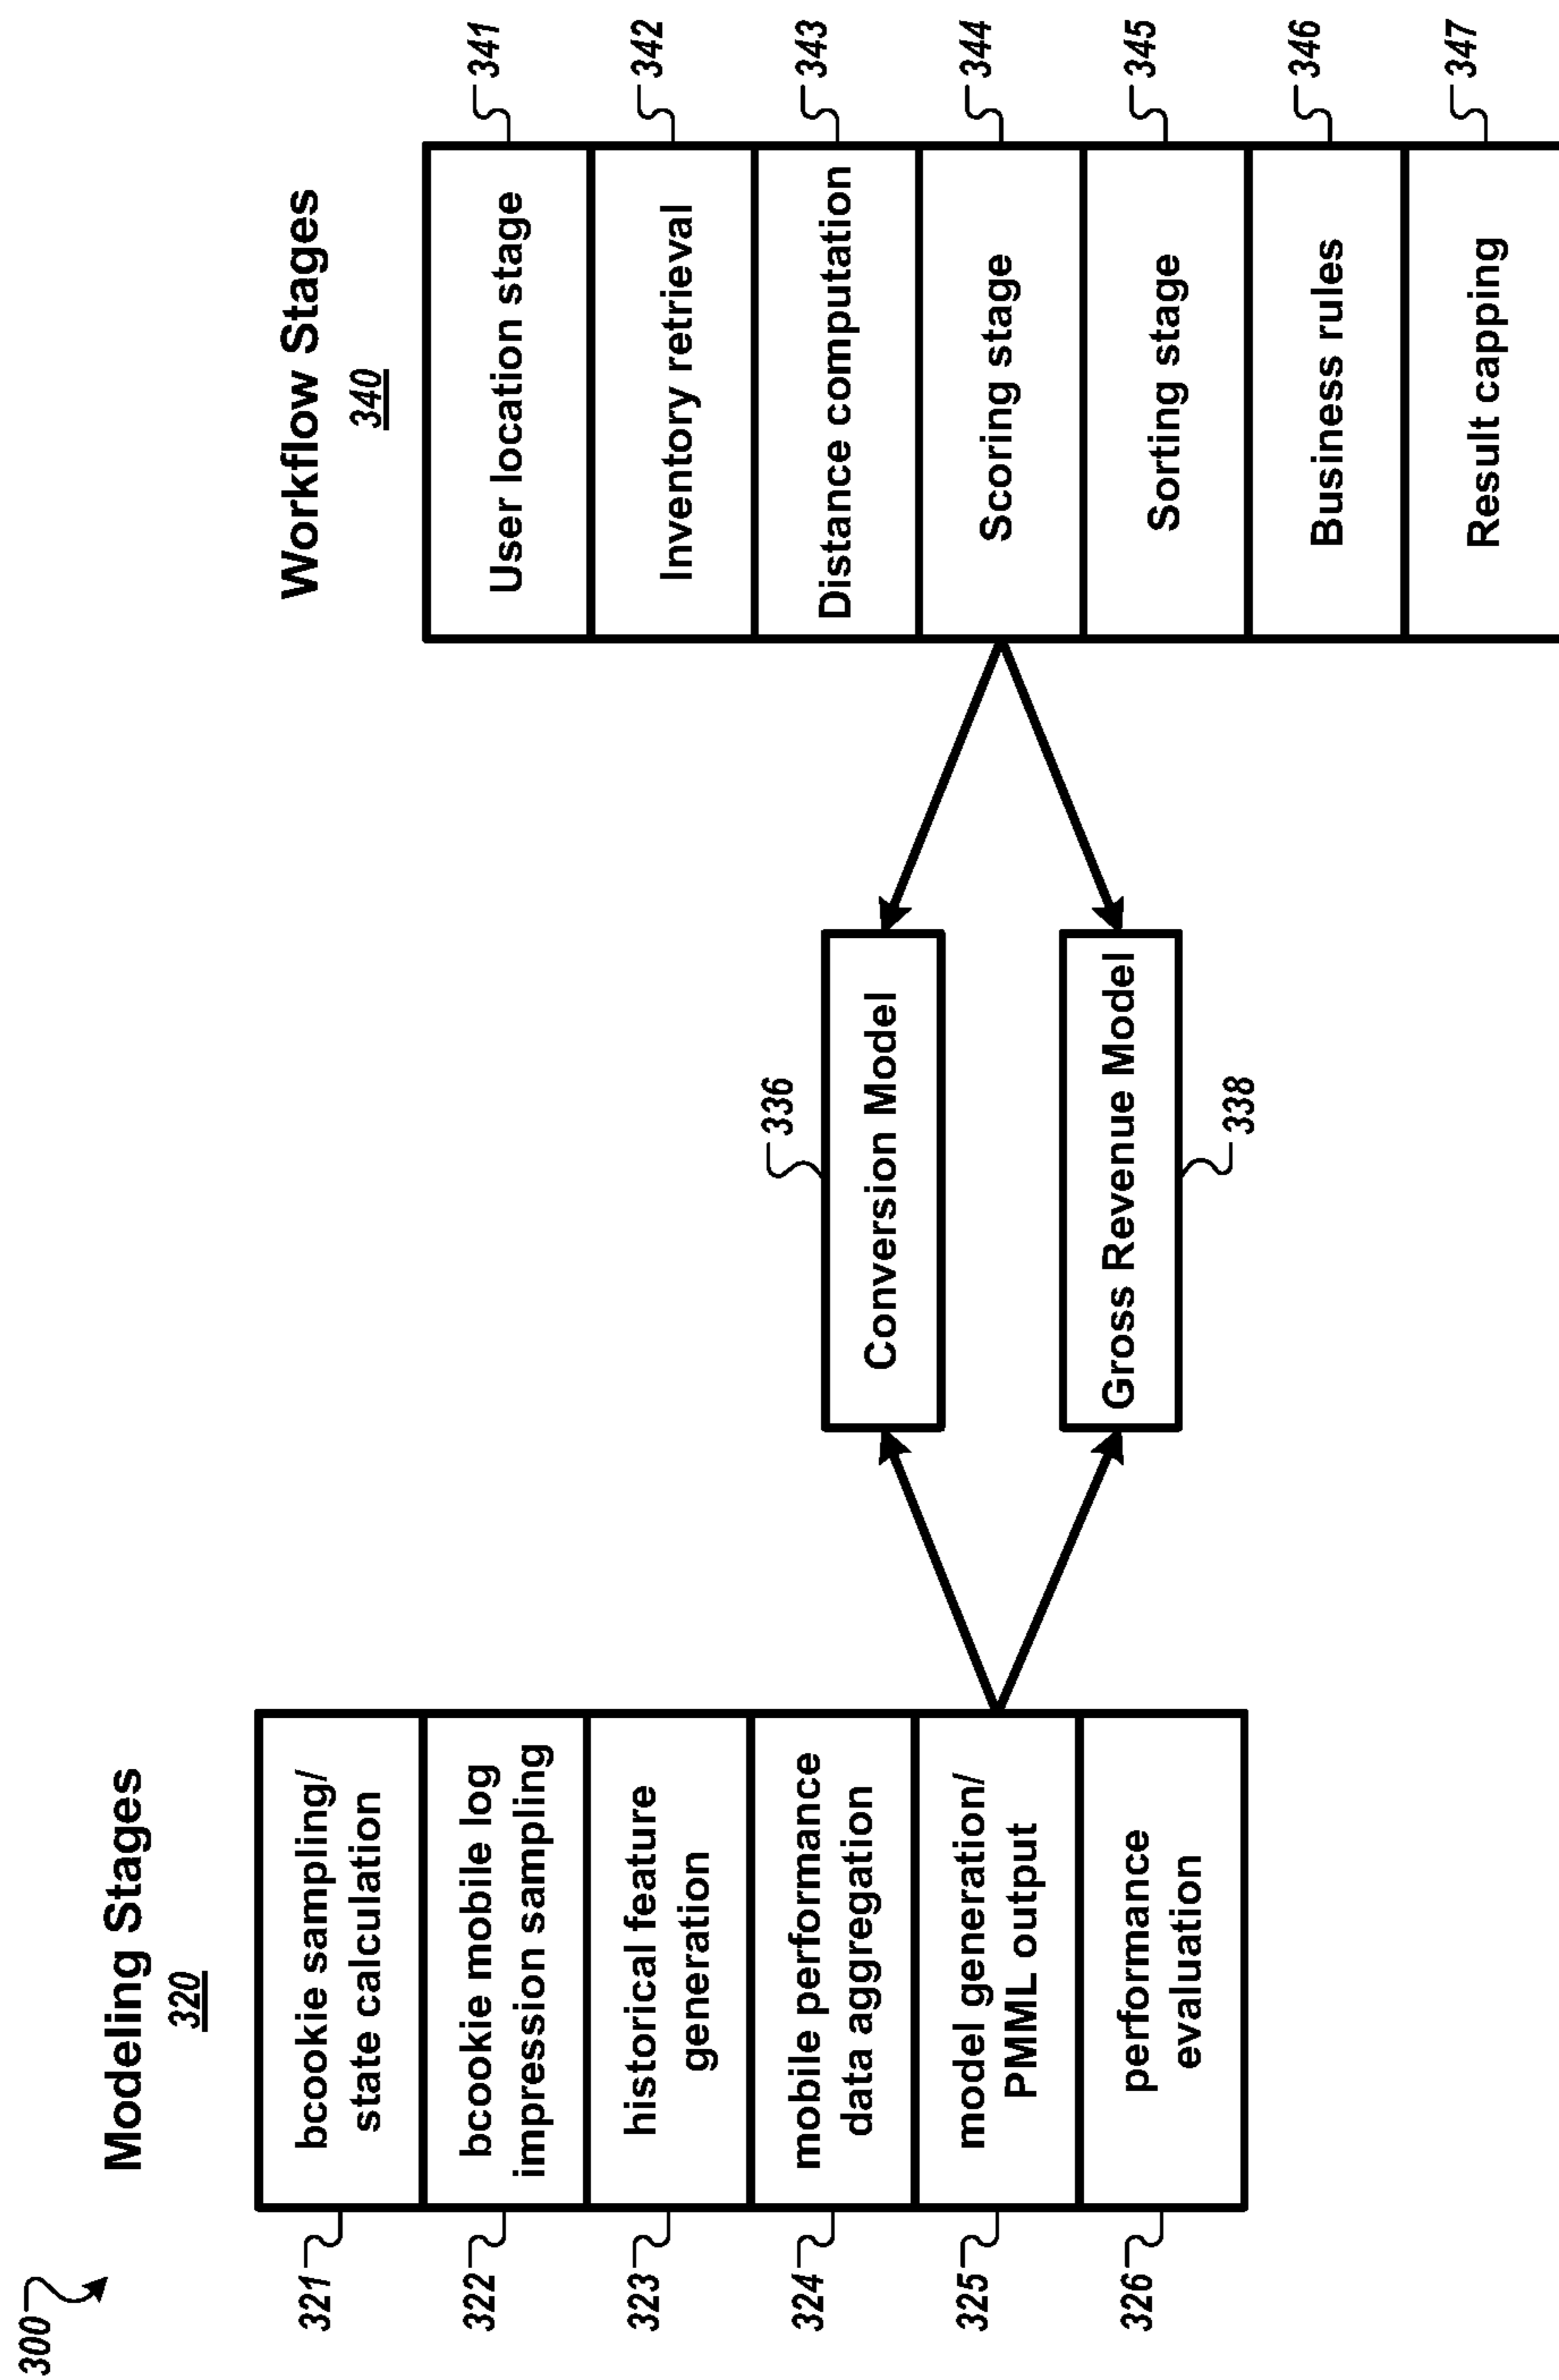 300
Modeling Stages
320
321
bcookie sampling/
state calculation
322
bcookie mobile log
impression sampling
323
historical feature
generation
324
mobile performance
data aggregation
325
model generation/
PMML output
326
performance
evaluation
336
Conversion Model
Gross Revenue Model
338
Workflow Stages
340
User location stage
341
Inventory retrieval
342
Distance computation
343
Scoring stage
344
Sorting stage
345
Business rules
346
Result capping
347